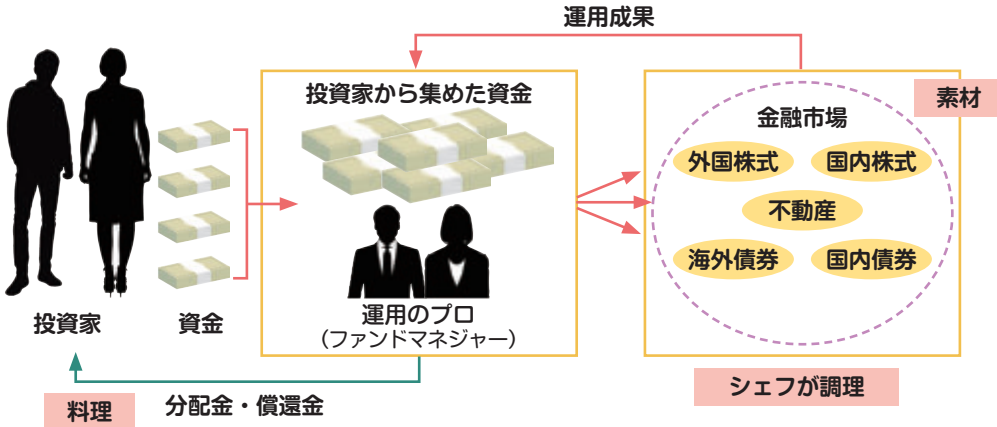 運用成果
投資家から集めた資金
素材
金融市場
外国株式
国内株式
不動産
海外債券
国内債券
運用のプロ
（ファンドマネジャー）
投資家
資金
シェフが調理
料理
分配金・償還金